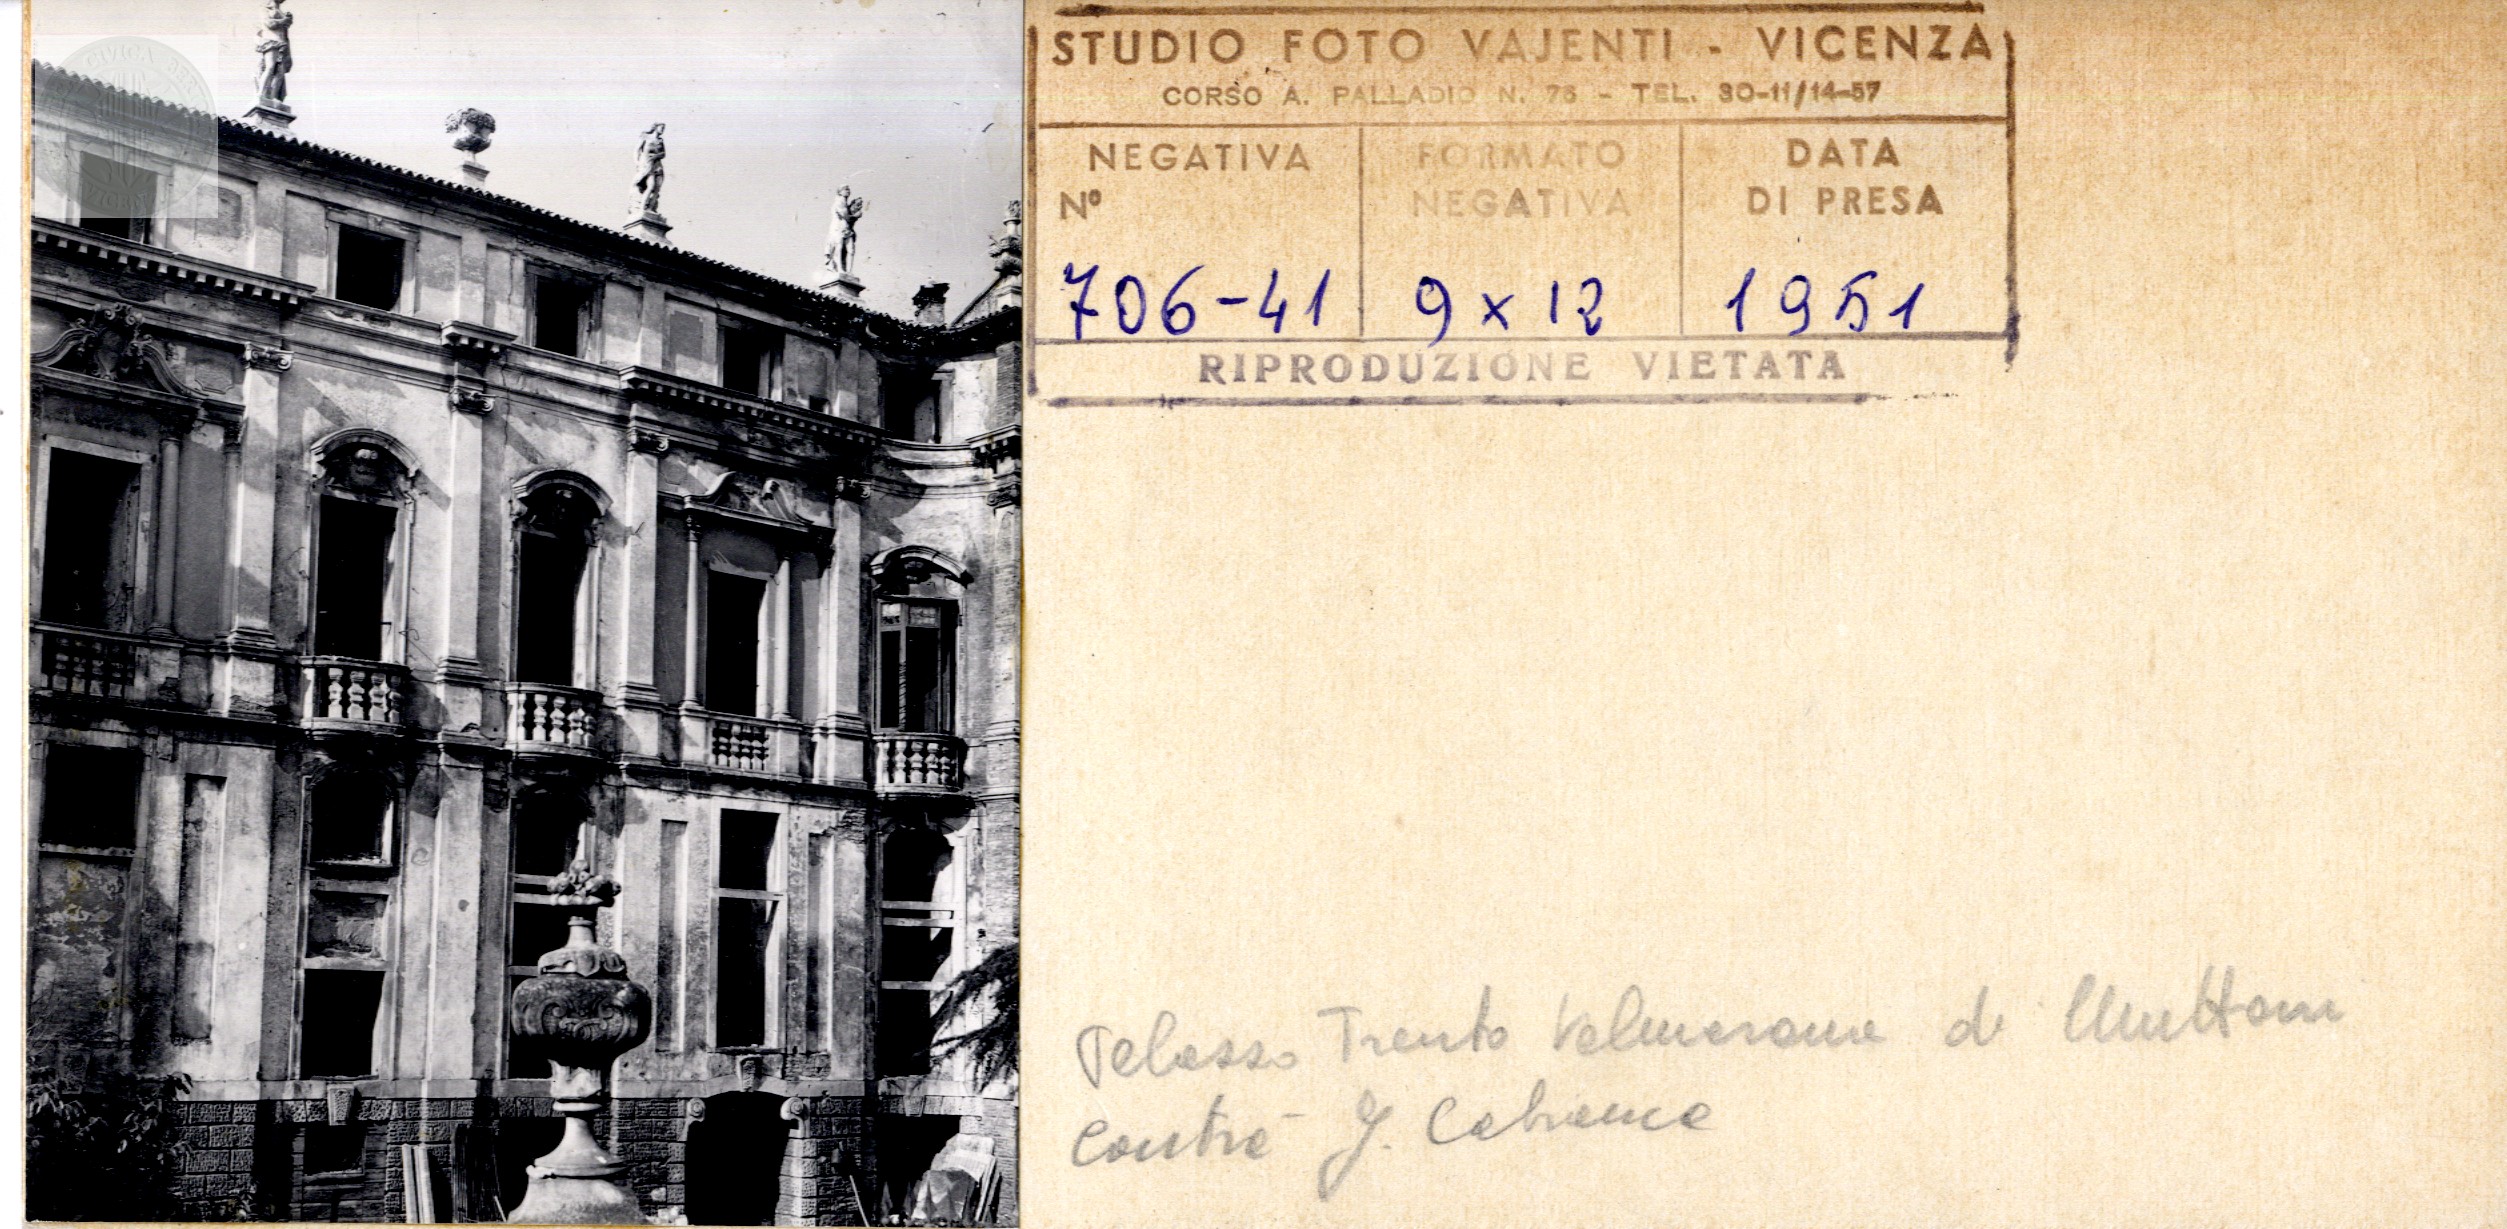 STUDIO FOTO VAJENTI - VICENZA
CORSO A. PALLADIO N. 76 - TEL. 30-11/14-57
NEGATIVA
Nº
FORMATO
NEGATIVA
DATA
DI PRESA
706-41
9 x 12
1951
RIPRODUZIONE VIETATA
Palazzo Trento Valmarana di Muttoni
Contrà J. Cabianca